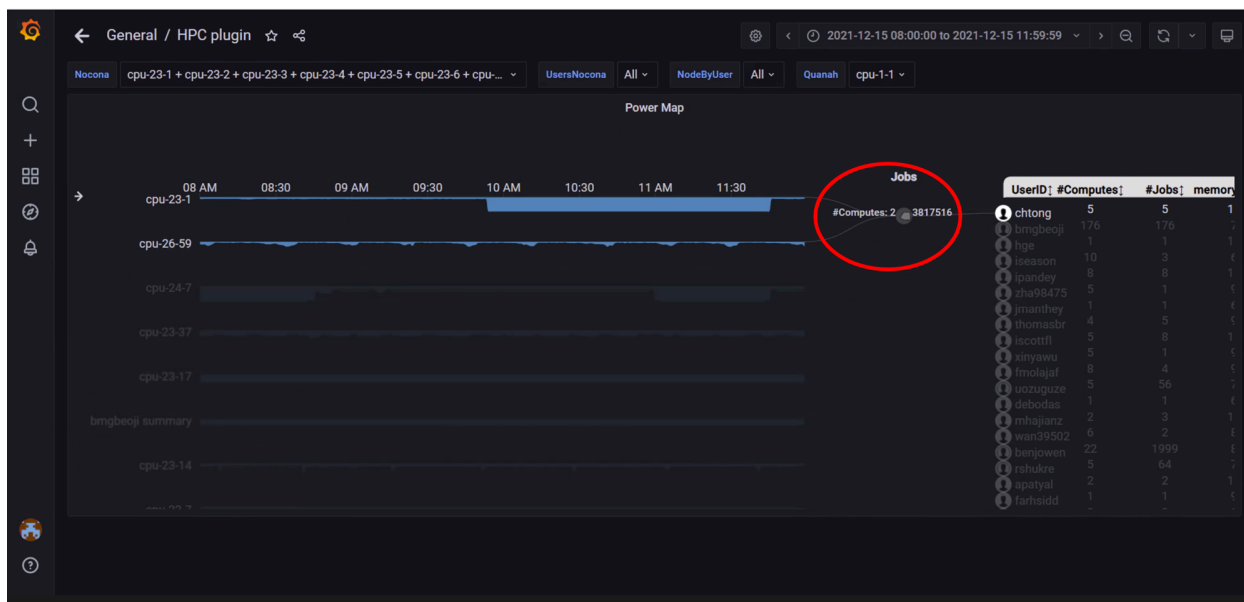 General / HPC plugin
2021-12-15 08:00:00 to 2021-12-15 11:59:59
Nocona cpu-23-1 + cpu-23-2 + cpu-23-3 + cpu-23-4 + cpu-23-5 + cpu-23-6 + cpu-... UsersNocona All NodeByUser All Quanah cpu-1-1
Power Map
08 AM 08:30 09 AM 09:30 10 AM 10:30 11 AM 11:30
Jobs
cpu-23-1
cpu-26-59
cpu-24-7
cpu-23-37
cpu-23-17
bmgbeoji summary
cpu-23-14
#Computes: 2 3817516
UserID #Computes #Jobs memory
chtong 5 5 1
bmgbeoji 176 176
hge 1 1
iseason 10 3
ipandey 8 8
zha98475 5 1
jmanthey 1 1
thomasbr 4 5
iscottfl 5 8
xinyawu 5 1
fmolajaf 8 4
uozuguze 5 56
debodas 1 1
mhajianz 2 3
wan39502 6 2
benjowen 22 1999
rshukre 5 64
apatyal 2 2
farhsidd 1 1